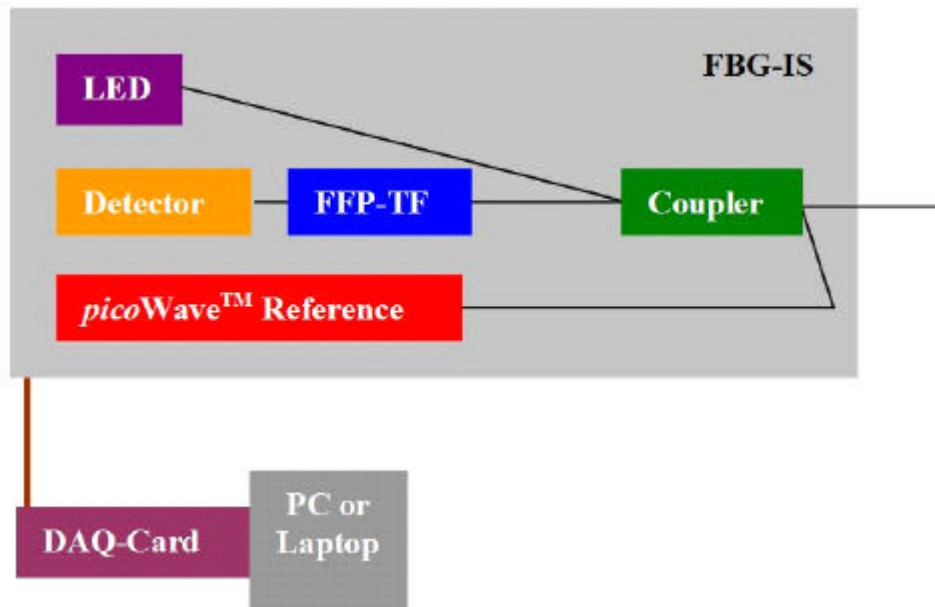 FBG-IS
LED
Detector
FFP-TF
Coupler
picoWave™ Reference
PC or
Laptop
DAQ-Card